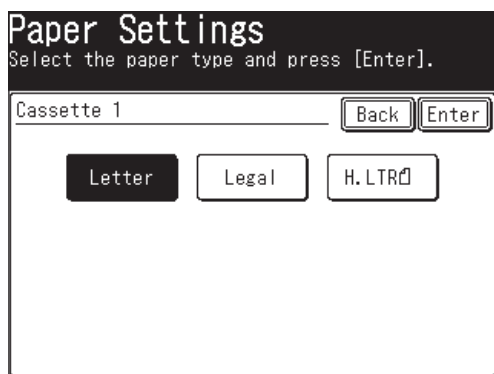 Paper Settings
Select the paper type and press [Enter].
Cassette 1 Back Enter
Letter Legal H.LTR